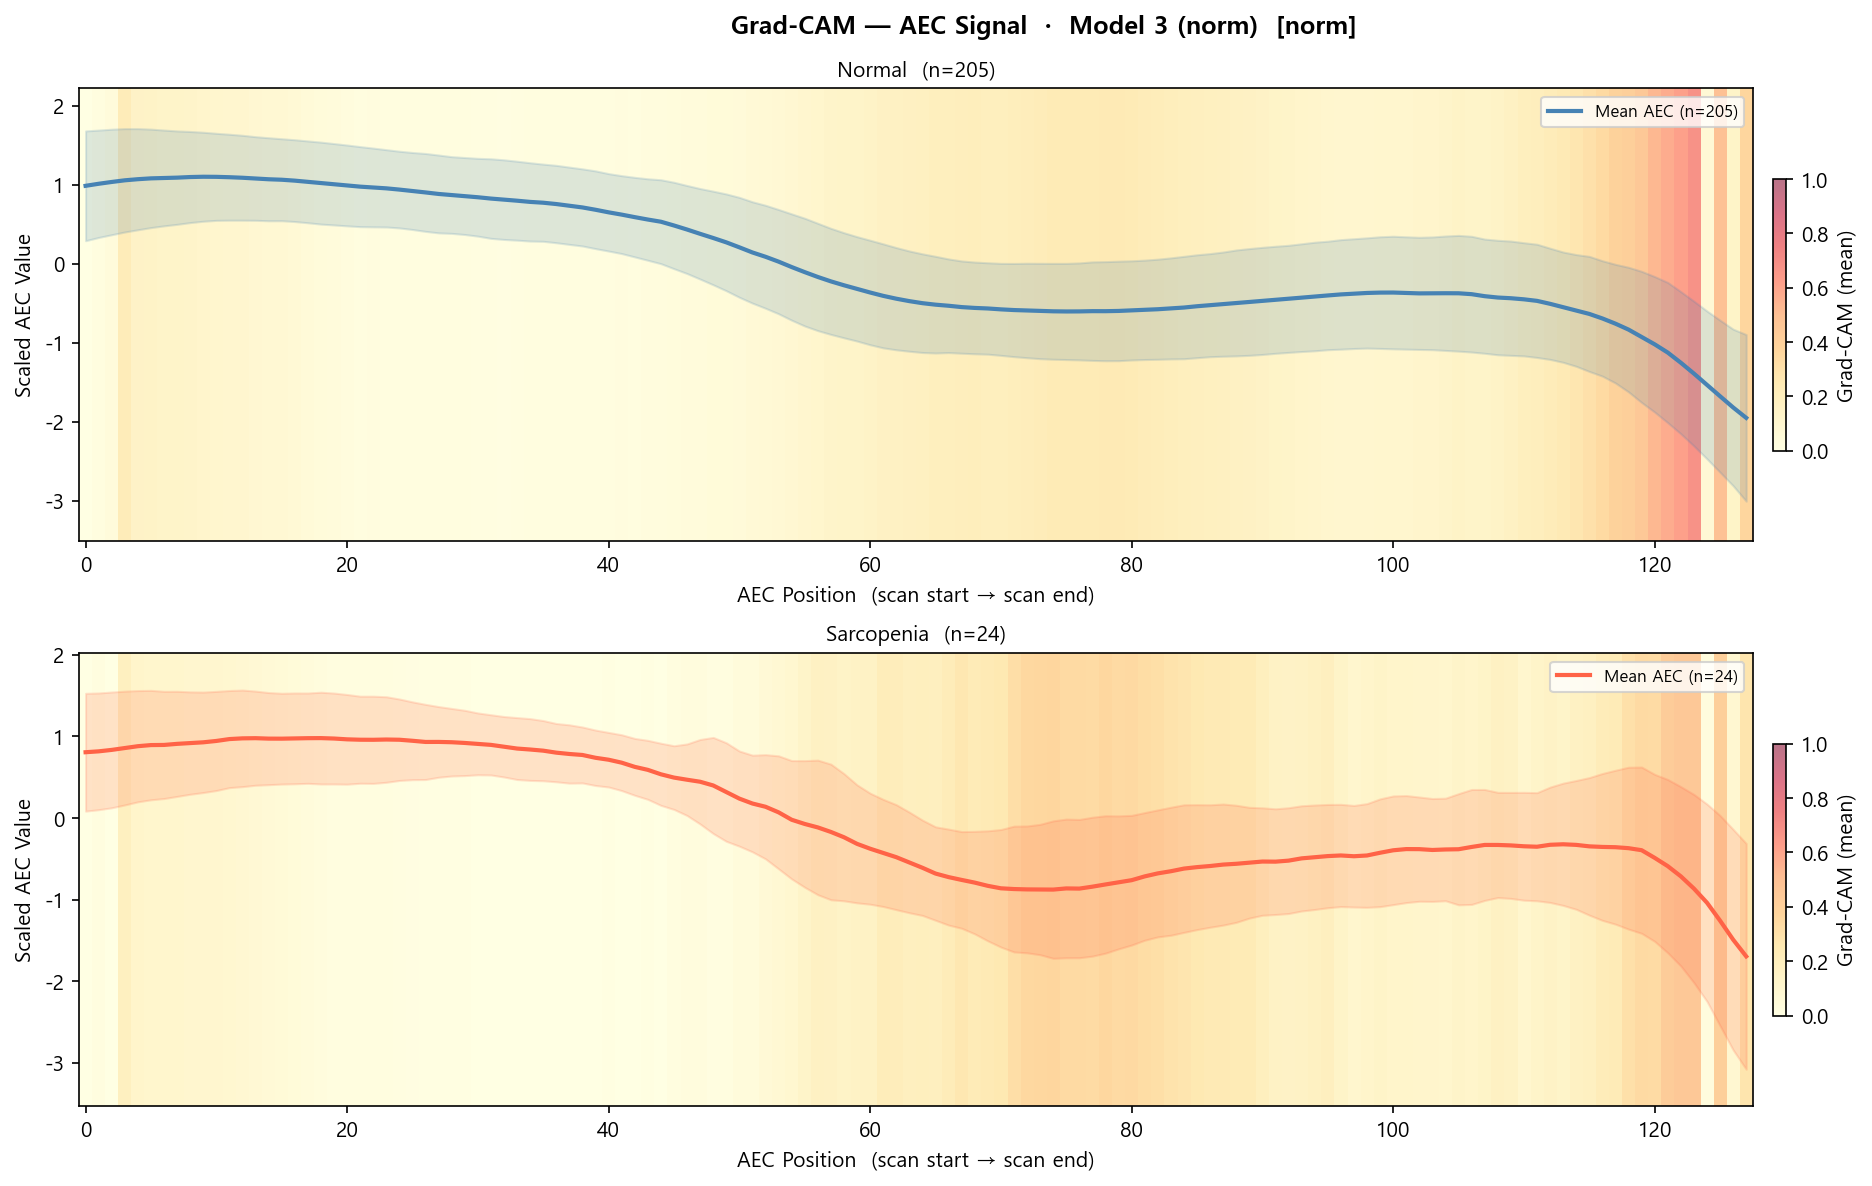 Grad-CAM — AEC Signal · Model 3 (norm) [norm]
Normal (n=205)
Mean AEC (n=205)
Scaled AEC Value
2
1
0
-1
-2
-3
0 20 40 60 80 100 120
AEC Position (scan start → scan end)
1.0
0.8
0.6
0.4
0.2
0.0
Grad-CAM (mean)
Sarcopenia (n=24)
Mean AEC (n=24)
Scaled AEC Value
2
1
0
-1
-2
-3
0 20 40 60 80 100 120
AEC Position (scan start → scan end)
1.0
0.8
0.6
0.4
0.2
0.0
Grad-CAM (mean)